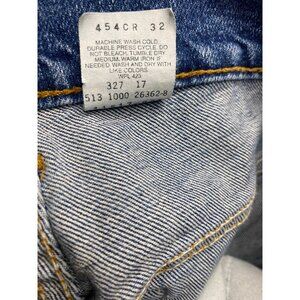 454CR 32
MACHINE WASH COLD
DURABLE PRESS CYCLE. DO
NOT BLEACH. TUMBLE DRY
MEDIUM. WARM IRON IF
NEEDED WASH AND DRY WITH
LIKE COLORS.
WPL 423
327 17
513 1000 26362-8